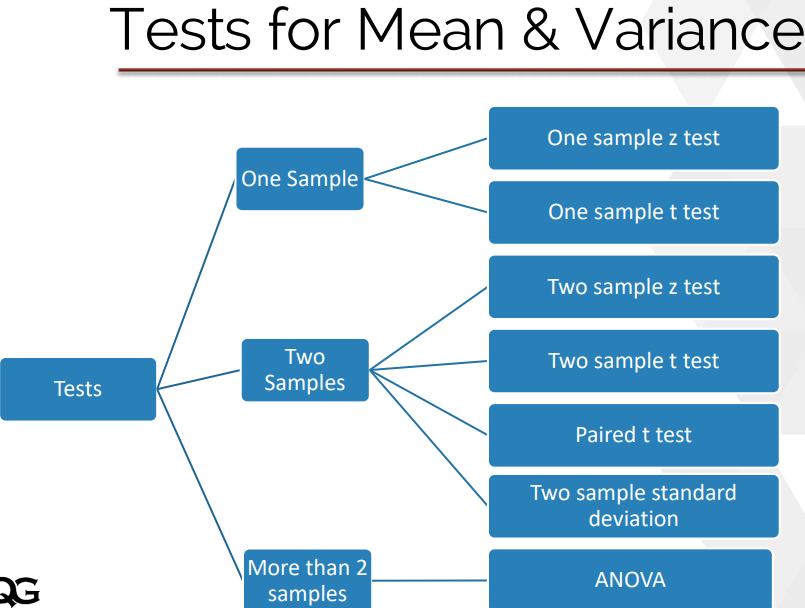 Tests for Mean & Variance
One Sample
One sample z test
One sample t test
Two sample z test
Two
Samples
Two sample t test
Tests
Paired t test
Two sample standard
deviation
More than 2
samples
ANOVA
QG